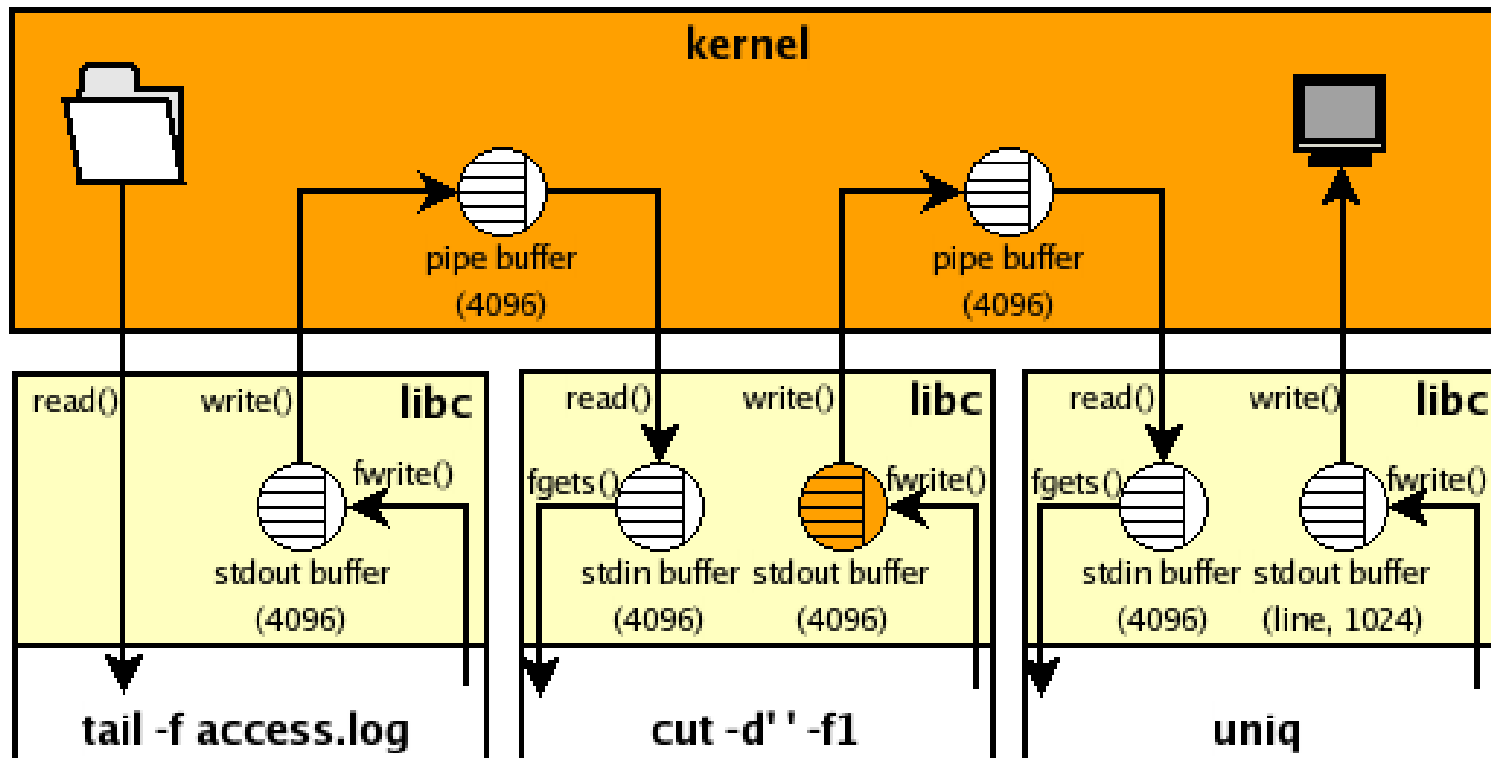 kernel
pipe buffer
(4096)
pipe buffer
(4096)
read()
write()
libc
fwrite()
stdout buffer
(4096)
tail -f access.log
read()
write()
libc
fgets()
fwrite()
stdin buffer
(4096)
stdout buffer
(4096)
cut -d' ' -f1
read()
write()
libc
fgets()
fwrite()
stdin buffer
(4096)
stdout buffer
(line, 1024)
uniq